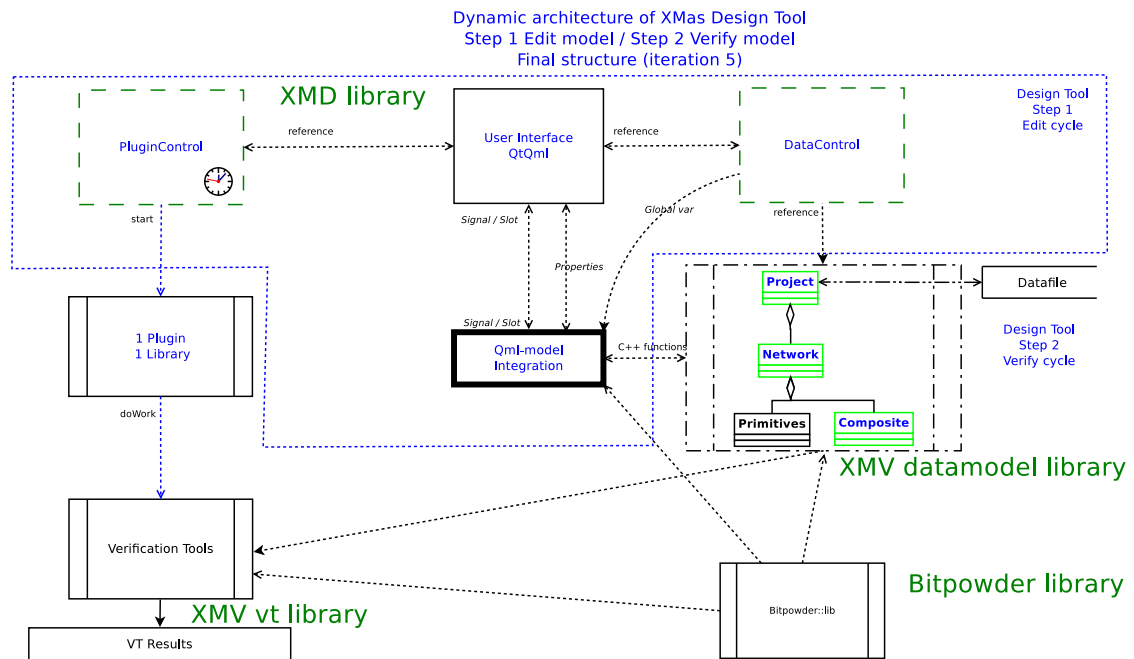 Dynamic architecture of XMas Design Tool
Step 1 Edit model / Step 2 Verify model
Final structure (iteration 5)
XMD library
Design Tool
Step 1
Edit cycle
PluginControl
reference
User Interface
QtQml
reference
DataControl
start
Signal / Slot
Global var
reference
Properties
Project
Datafile
1 Plugin
1 Library
Signal / Slot
Qml-model
Integration
C++ functions
Network
Design Tool
Step 2
Verify cycle
doWork
Primitives
Composite
XMV datamodel library
Verification Tools
Bitpowder library
Bitpowder::lib
XMV vt library
VT Results